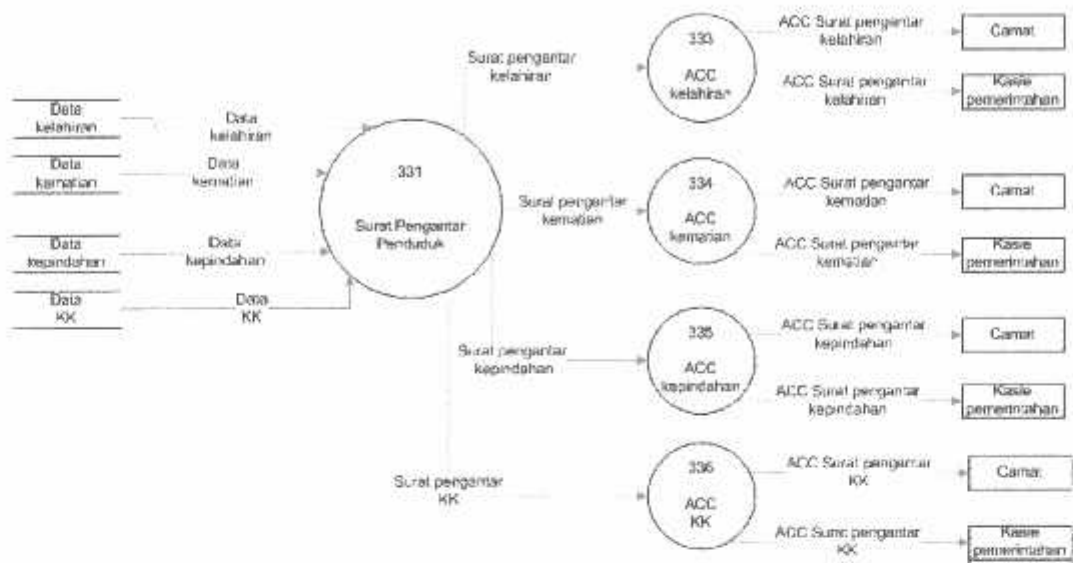 Data
kelahiran
Data
kematian
Data
kepindahan
Data
KK
Data
kelahiran
Data
kematian
Data
kepindahan
Data
KK
331
Surat Pengantar
Penduduk
Surat pengantar
kelahiran
Surat pengantar
kematian
Surat pengantar
kepindahan
Surat pengantar
KK
333
ACC
kelahiran
334
ACC
kematian
335
ACC
kepindahan
336
ACC
KK
ACC Surat pengantar
kelahiran
Camat
ACC Surat pengantar
kelahiran
Kasie
pemerintahan
ACC Surat pengantar
kematian
Camat
ACC Surat pengantar
kematian
Kasie
pemerintahan
ACC Surat pengantar
kepindahan
Camat
ACC Surat pengantar
kepindahan
Kasie
pemerintahan
ACC Surat pengantar
KK
Camat
ACC Surat pengantar
KK
Kasie
pemerintahan